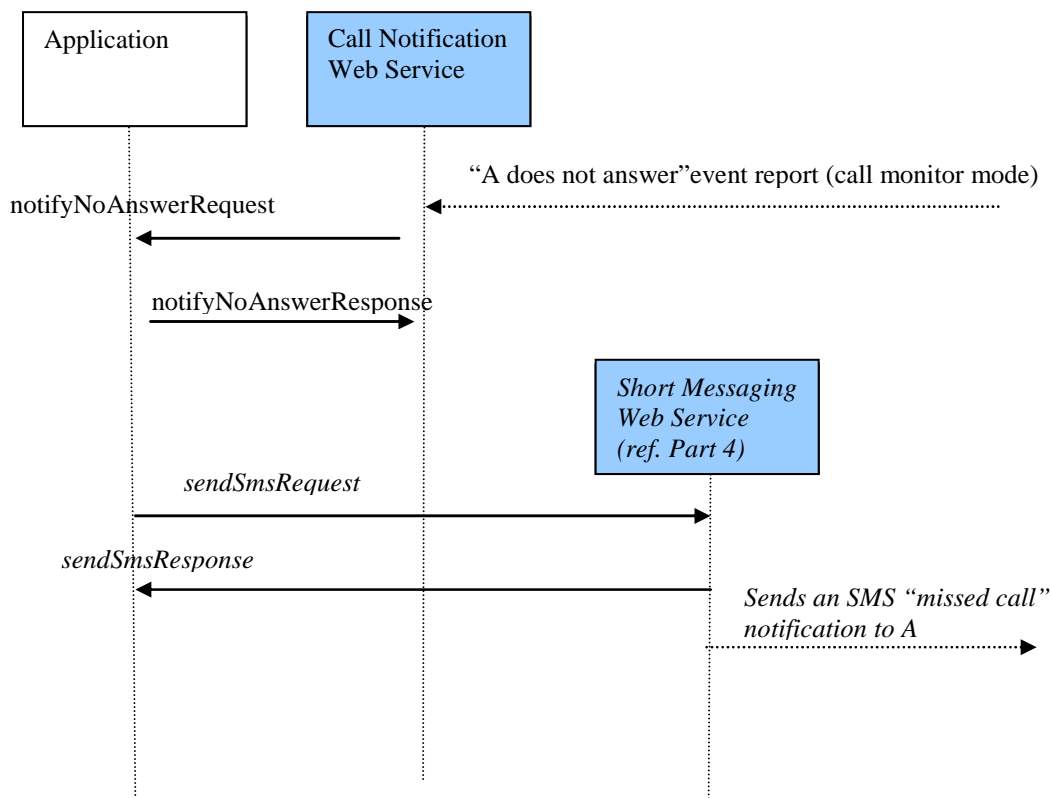 Application
Call Notification
Web Service
“A does not answer”event report (call monitor mode)
notifyNoAnswerRequest
notifyNoAnswerResponse
Short Messaging
Web Service
(ref. Part 4)
sendSmsRequest
sendSmsResponse
Sends an SMS “missed call”
notification to A